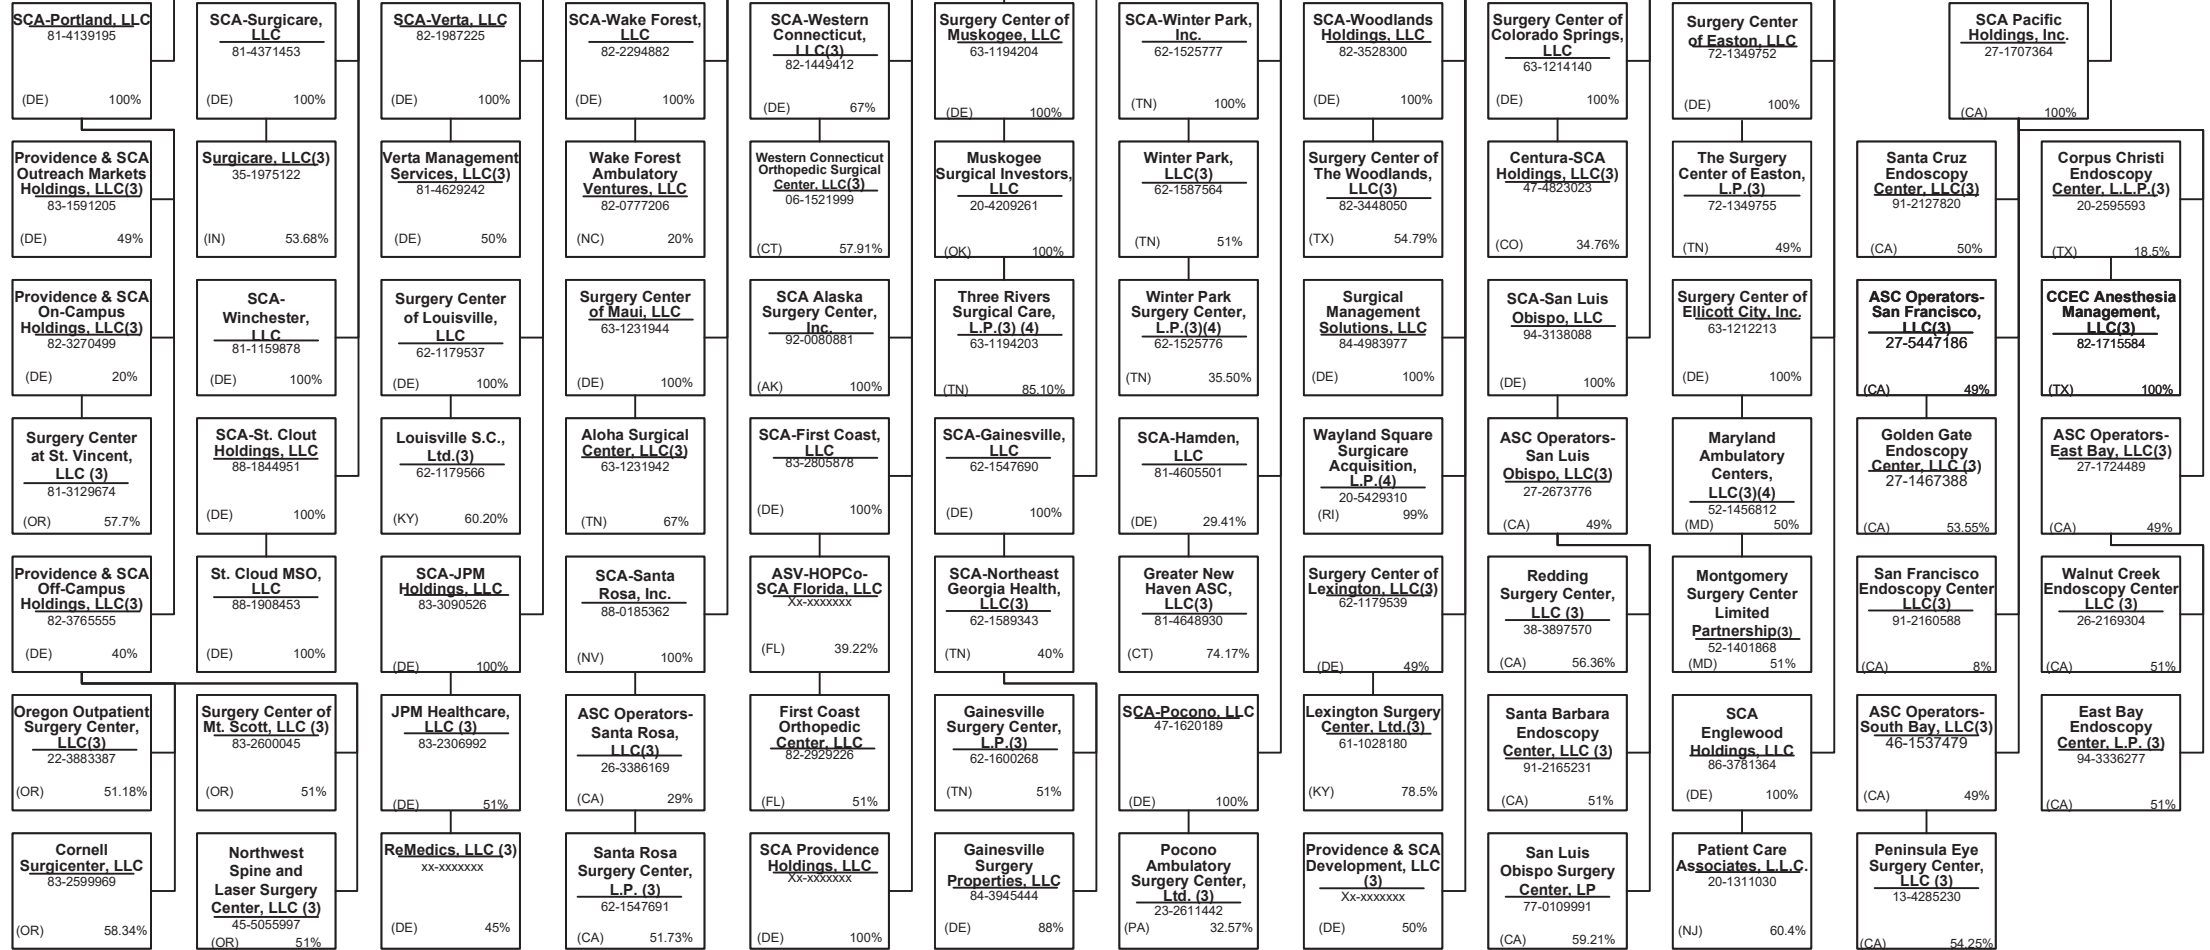 SCA-Portland, LLC
81-4139195
(DE) 100%
SCA-Surgicare,
LLC
81-4371453
(DE) 100%
SCA-Verta, LLC
82-1987225
(DE) 100%
SCA-Wake Forest,
LLC
82-2294882
(DE) 100%
SCA-Western
Connecticut,
LLC(3)
82-1449412
(DE) 67%
Surgery Center of
Muskogee, LLC
63-1194204
(DE) 100%
SCA-Winter Park,
Inc.
62-1525777
(TN) 100%
SCA-Woodlands
Holdings, LLC
82-3528300
(DE) 100%
Surgery Center of
Colorado Springs,
LLC
63-1214140
(DE) 100%
Surgery Center
of Easton, LLC
72-1349752
(DE) 100%
SCA Pacific
Holdings, Inc.
27-1707364
(CA) 100%
Providence & SCA
Outreach Markets
Holdings, LLC(3)
83-1591205
(DE) 49%
Surgicare, LLC(3)
35-1975122
(IN) 53.68%
Verta Management
Services, LLC(3)
81-4629242
(DE) 50%
Wake Forest
Ambulatory
Ventures, LLC
82-0777206
(NC) 20%
Western Connecticut
Orthopedic Surgical
Center, LLC(3)
06-1521999
(CT) 57.91%
Muskogee
Surgical Investors,
LLC
20-4209261
(OK) 100%
Winter Park,
LLC(3)
62-1587564
(TN) 51%
Surgery Center of
The Woodlands,
LLC(3)
82-3448050
(TX) 54.79%
Centura-SCA
Holdings, LLC(3)
47-4823023
(CO) 34.76%
The Surgery
Center of Easton,
L.P.(3)
72-1349755
(TN) 49%
Santa Cruz
Endoscopy
Center, LLC(3)
91-2127820
(CA) 50%
Corpus Christi
Endoscopy
Center, L.L.P.(3)
20-2595593
(TX) 18.5%
Providence & SCA
On-Campus
Holdings, LLC(3)
82-3270499
(DE) 20%
SCA-
Winchester,
LLC
81-1159878
(DE) 100%
Surgery Center
of Louisville,
LLC
62-1179537
(DE) 100%
Surgery Center
of Maui, LLC
63-1231944
(DE) 100%
SCA Alaska
Surgery Center,
Inc.
92-0080881
(AK) 100%
Three Rivers
Surgical Care,
L.P.(3) (4)
63-1194203
(TN) 85.10%
Winter Park
Surgery Center,
L.P.(3)(4)
62-1525776
(TN) 35.50%
Surgical
Management
Solutions, LLC
84-4983977
(DE) 100%
SCA-San Luis
Obispo, LLC
94-3138088
(DE) 100%
Surgery Center of
Ellicott City, Inc.
63-1212213
(DE) 100%
ASC Operators-
San Francisco,
LLC(3)
27-5447186
(CA) 49%
CCEC Anesthesia
Management,
LLC(3)
82-1715584
(TX) 100%
Surgery Center
at St. Vincent,
LLC (3)
81-3129674
(OR) 57.7%
SCA-St. Clout
Holdings, LLC
88-1844951
(DE) 100%
Louisville S.C.,
Ltd.(3)
62-1179566
(KY) 60.20%
Aloha Surgical
Center, LLC(3)
63-1231942
(TN) 67%
SCA-First Coast,
LLC
83-2805878
(DE) 100%
SCA-Gainesville,
LLC
62-1547690
(DE) 100%
SCA-Hamden,
LLC
81-4605501
(DE) 29.41%
Wayland Square
Surgicare
Acquisition,
L.P.(4)
20-5429310
(RI) 99%
ASC Operators-
San Luis
Obispo, LLC(3)
27-2673776
(CA) 49%
Maryland
Ambulatory
Centers,
LLC(3)(4)
52-1456812
(MD) 50%
Golden Gate
Endoscopy
Center, LLC (3)
27-1467388
(CA) 53.55%
ASC Operators-
East Bay, LLC(3)
27-1724489
(CA) 49%
Providence & SCA
Off-Campus
Holdings, LLC(3)
82-3765555
(DE) 40%
St. Cloud MSO,
LLC
88-1908453
(DE) 100%
SCA-JPM
Holdings, LLC
83-3090526
(DE) 100%
SCA-Santa
Rosa, Inc.
88-0185362
(NV) 100%
ASV-HOPCo-
SCA Florida, LLC
Xx-xxxxxxx
(FL) 39.22%
SCA-Northeast
Georgia Health,
LLC(3)
62-1589343
(TN) 40%
Greater New
Haven ASC,
LLC(3)
81-4648930
(CT) 74.17%
Surgery Center of
Lexington, LLC(3)
62-1179539
(DE) 49%
Redding
Surgery Center,
LLC (3)
38-3897570
(CA) 56.36%
Montgomery
Surgery Center
Limited
Partnership(3)
52-1401868
(MD) 51%
San Francisco
Endoscopy Center
LLC(3)
91-2160588
(CA) 8%
Walnut Creek
Endoscopy Center
LLC (3)
26-2169304
(CA) 51%
Oregon Outpatient
Surgery Center,
LLC(3)
22-3883387
(OR) 51.18%
Surgery Center of
Mt. Scott, LLC (3)
83-2600045
(OR) 51%
JPM Healthcare,
LLC (3)
83-2306992
(DE) 51%
ASC Operators-
Santa Rosa,
LLC(3)
26-3386169
(CA) 29%
First Coast
Orthopedic
Center, LLC
82-2929226
(FL) 51%
Gainesville
Surgery Center,
L.P.(3)
62-1600268
(TN) 51%
SCA-Pocono, LLC
47-1620189
(DE) 100%
Lexington Surgery
Center, Ltd.(3)
61-1028180
(KY) 78.5%
Santa Barbara
Endoscopy
Center, LLC (3)
91-2165231
(CA) 51%
SCA
Englewood
Holdings, LLC
86-3781364
(DE) 100%
ASC Operators-
South Bay, LLC(3)
46-1537479
(CA) 49%
East Bay
Endoscopy
Center, L.P. (3)
94-3336277
(CA) 51%
Cornell
Surgicenter, LLC
83-2599969
(OR) 58.34%
Northwest
Spine and
Laser Surgery
Center, LLC (3)
45-5055997
(OR) 51%
ReMedics, LLC (3)
xx-xxxxxxx
(DE) 45%
Santa Rosa
Surgery Center,
L.P. (3)
62-1547691
(CA) 51.73%
SCA Providence
Holdings, LLC
Xx-xxxxxxx
(DE) 100%
Gainesville
Surgery
Properties, LLC
84-3945444
(DE) 88%
Pocono
Ambulatory
Surgery Center,
Ltd. (3)
23-2611442
(PA) 32.57%
Providence & SCA
Development, LLC
(3)
Xx-xxxxxxx
(DE) 50%
San Luis
Obispo Surgery
Center, LP
77-0109991
(CA) 59.21%
Patient Care
Associates, L.L.C.
20-1311030
(NJ) 60.4%
Peninsula Eye
Surgery Center,
LLC (3)
13-4285230
(CA) 54.25%